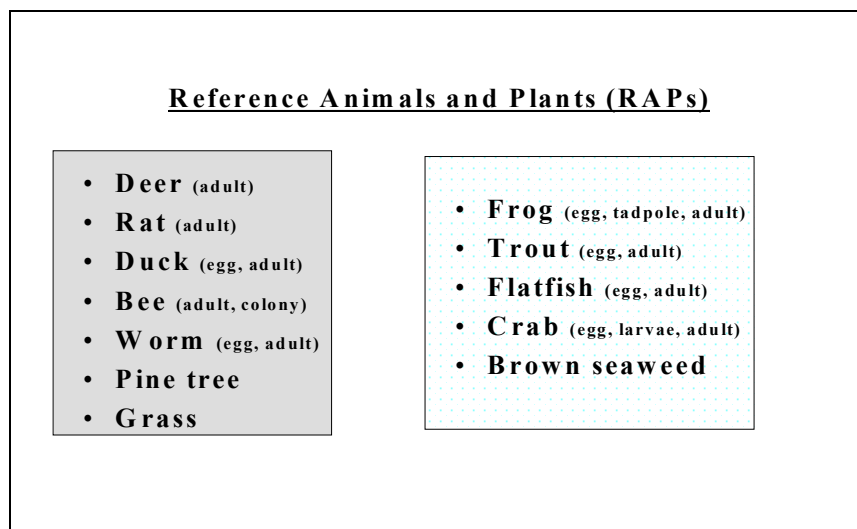 Reference Animals and Plants (RAPs)
• Deer (adult)
• Rat (adult)
• Duck (egg, adult)
• Bee (adult, colony)
• Worm (egg, adult)
• Pine tree
• Grass
• Frog (egg, tadpole, adult)
• Trout (egg, adult)
• Flatfish (egg, adult)
• Crab (egg, larvae, adult)
• Brown seaweed